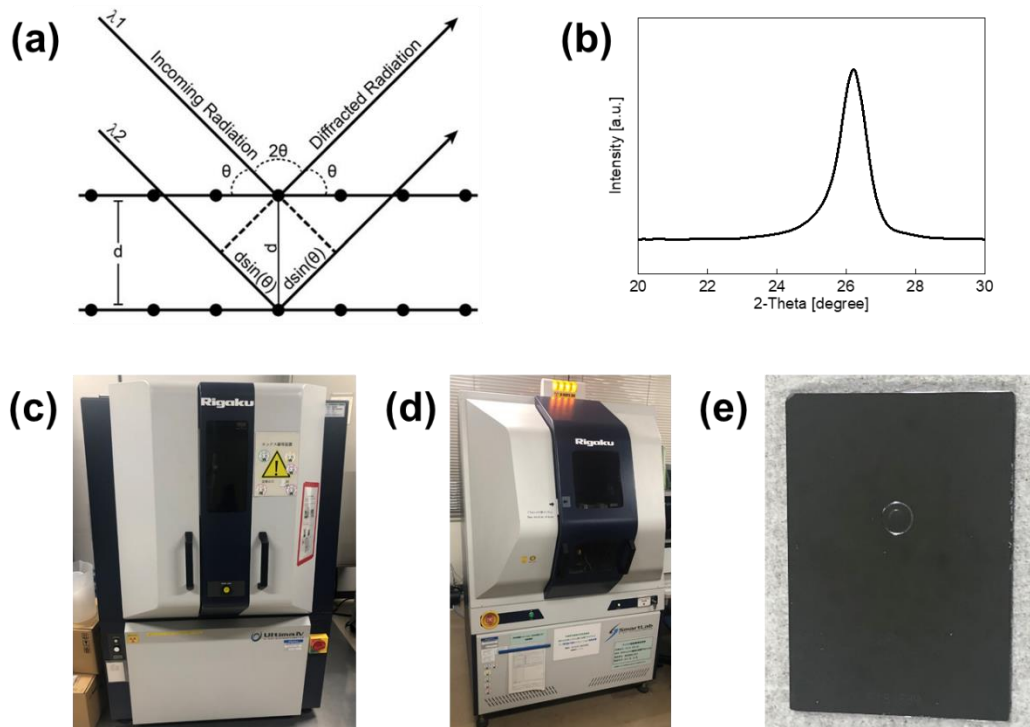 (a)
λ1
Incoming Radiation
Diffracted Radiation
λ2
θ
2θ
θ
d
d
dsin(θ)
dsin(θ)
(b)
Intensity [a.u.]
20
22
24
26
28
30
2-Theta [degree]
(c)
Rigaku
Ultima IV
(d)
Rigaku
SmartLab
(e)